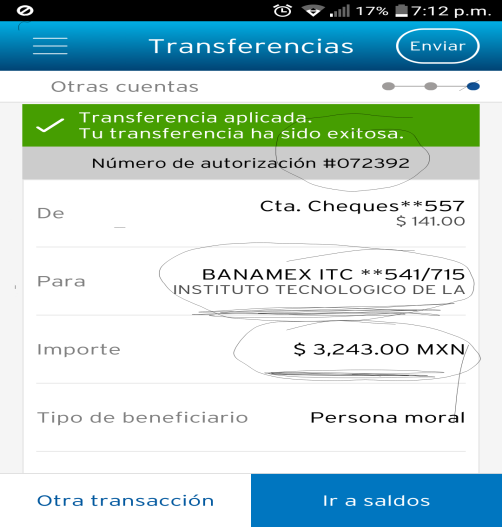 17% 7:12 p.m.
Transferencias
Enviar
Otras cuentas
Transferencia aplicada.
Tu transferencia ha sido exitosa.
Número de autorización #072392
De
Cta. Cheques**557
$ 141.00
Para
BANAMEX ITC **541/715
INSTITUTO TECNOLOGICO DE LA
Importe
$ 3,243.00 MXN
Tipo de beneficiario
Persona moral
Otra transacción
Ir a saldos